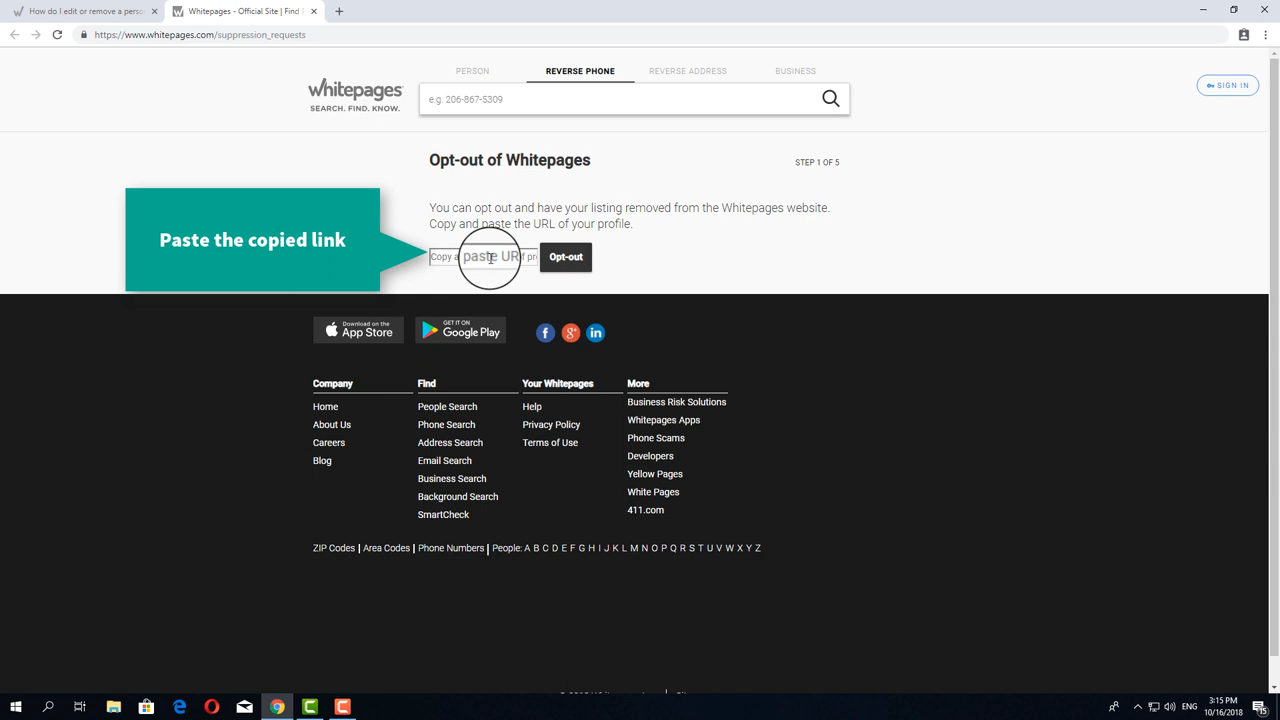 How do I edit or remove a perso
Whitepages - Official Site | Find P
https://www.whitepages.com/suppression_requests
PERSON
REVERSE PHONE
REVERSE ADDRESS
BUSINESS
whitepages
SEARCH. FIND. KNOW.
e.g. 206-867-5309
SIGN IN
Opt-out of Whitepages
STEP 1 OF 5
You can opt out and have your listing removed from the Whitepages website.
Copy and paste the URL of your profile.
Paste the copied link
Copy a paste UR f pr
Opt-out
Download on the
App Store
GET IT ON
Google Play
Company
Home
About Us
Careers
Blog
Find
People Search
Phone Search
Address Search
Email Search
Business Search
Background Search
SmartCheck
Your Whitepages
Help
Privacy Policy
Terms of Use
More
Business Risk Solutions
Whitepages Apps
Phone Scams
Developers
Yellow Pages
White Pages
411.com
ZIP Codes | Area Codes | Phone Numbers | People: A B C D E F G H I J K L M N O P Q R S T U V W X Y Z
ENG
3:15 PM
10/16/2018
15